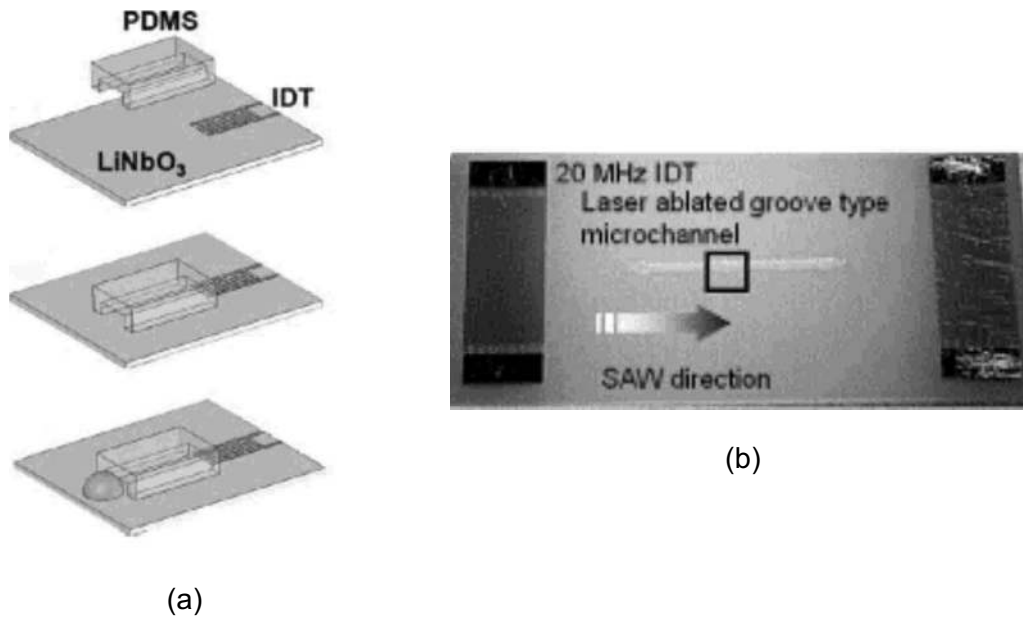 PDMS
IDT
LiNbO₃
(a)
20 MHz IDT
Laser ablated groove type
microchannel
SAW direction
(b)